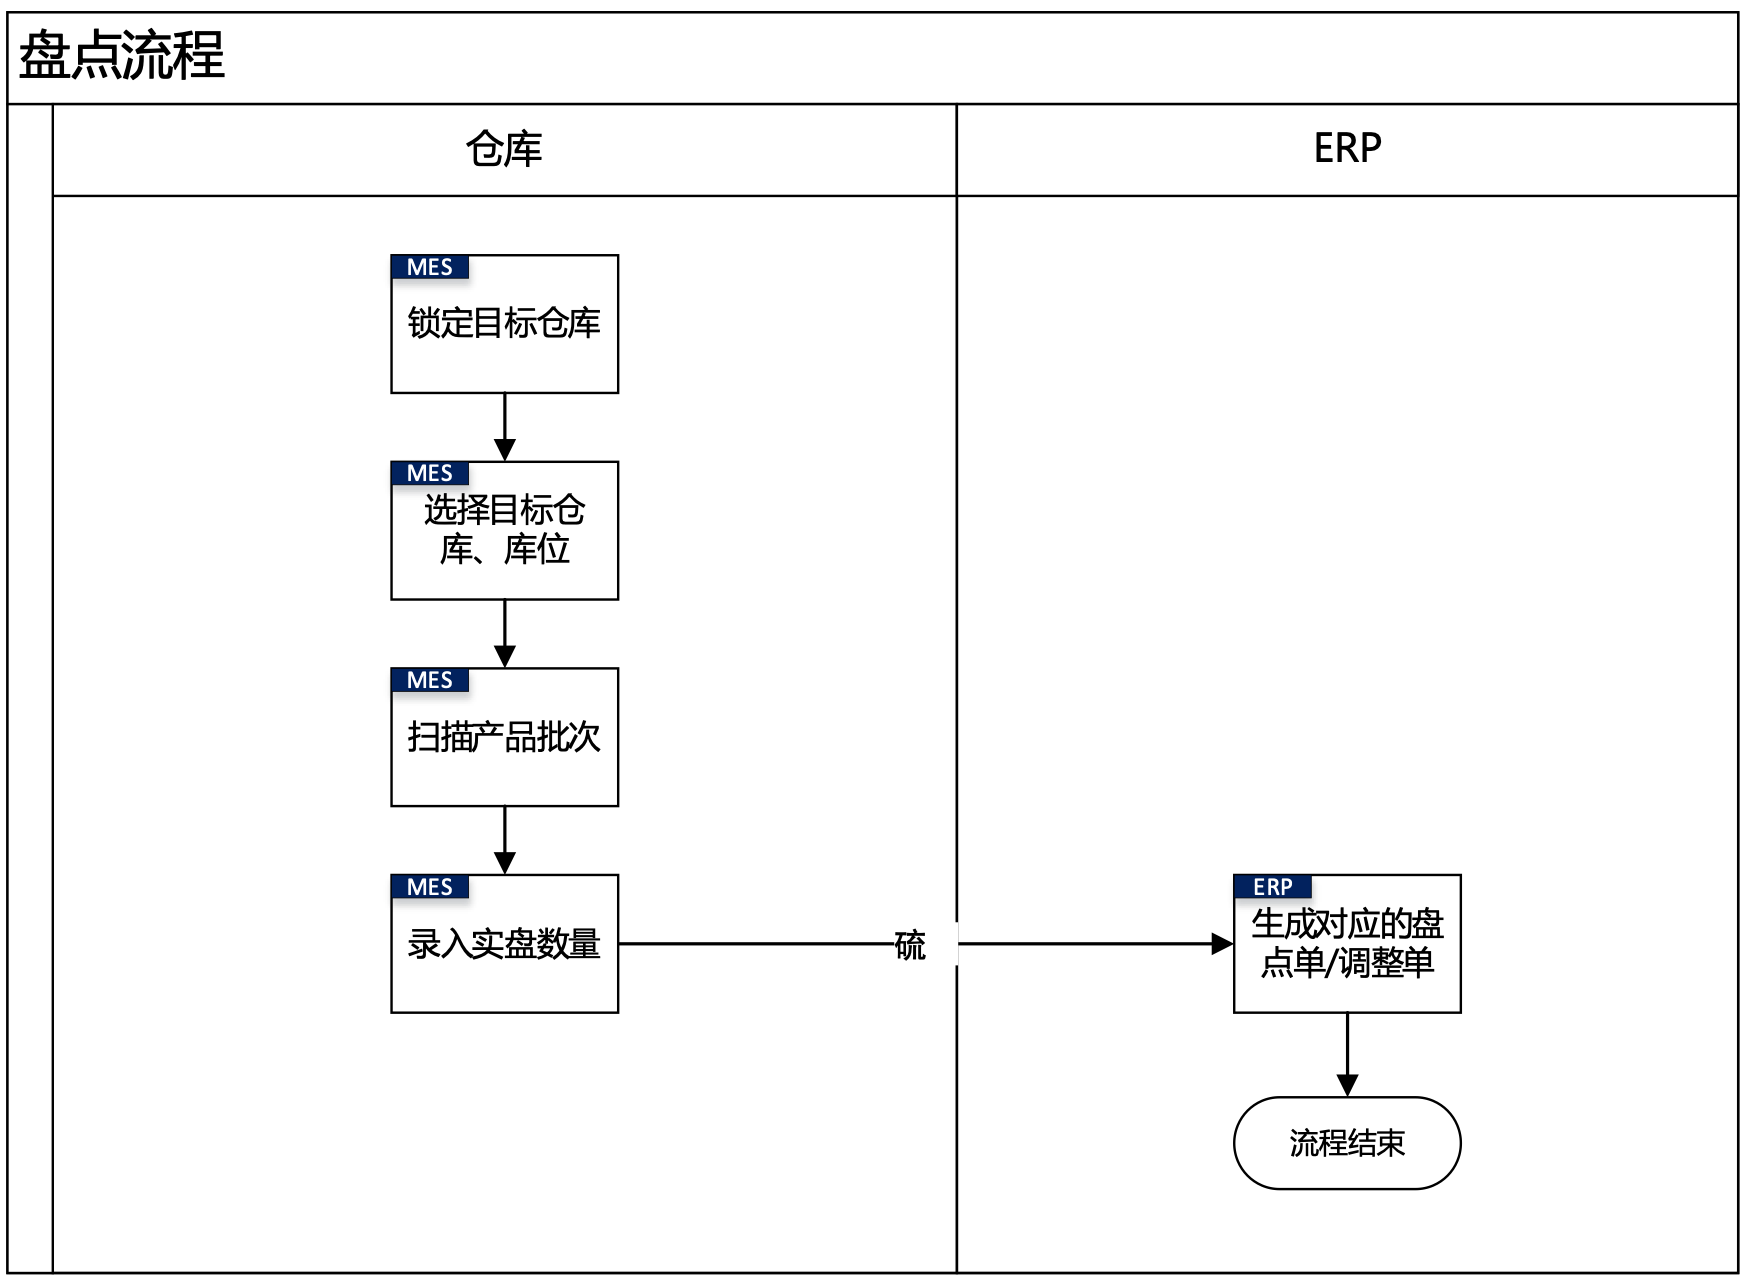 盘点流程
仓库
ERP
MES
锁定目标仓库
MES
选择目标仓
库、库位
MES
扫描产品批次
MES
录入实盘数量
硫
ERP
生成对应的盘
点单/调整单
流程结束